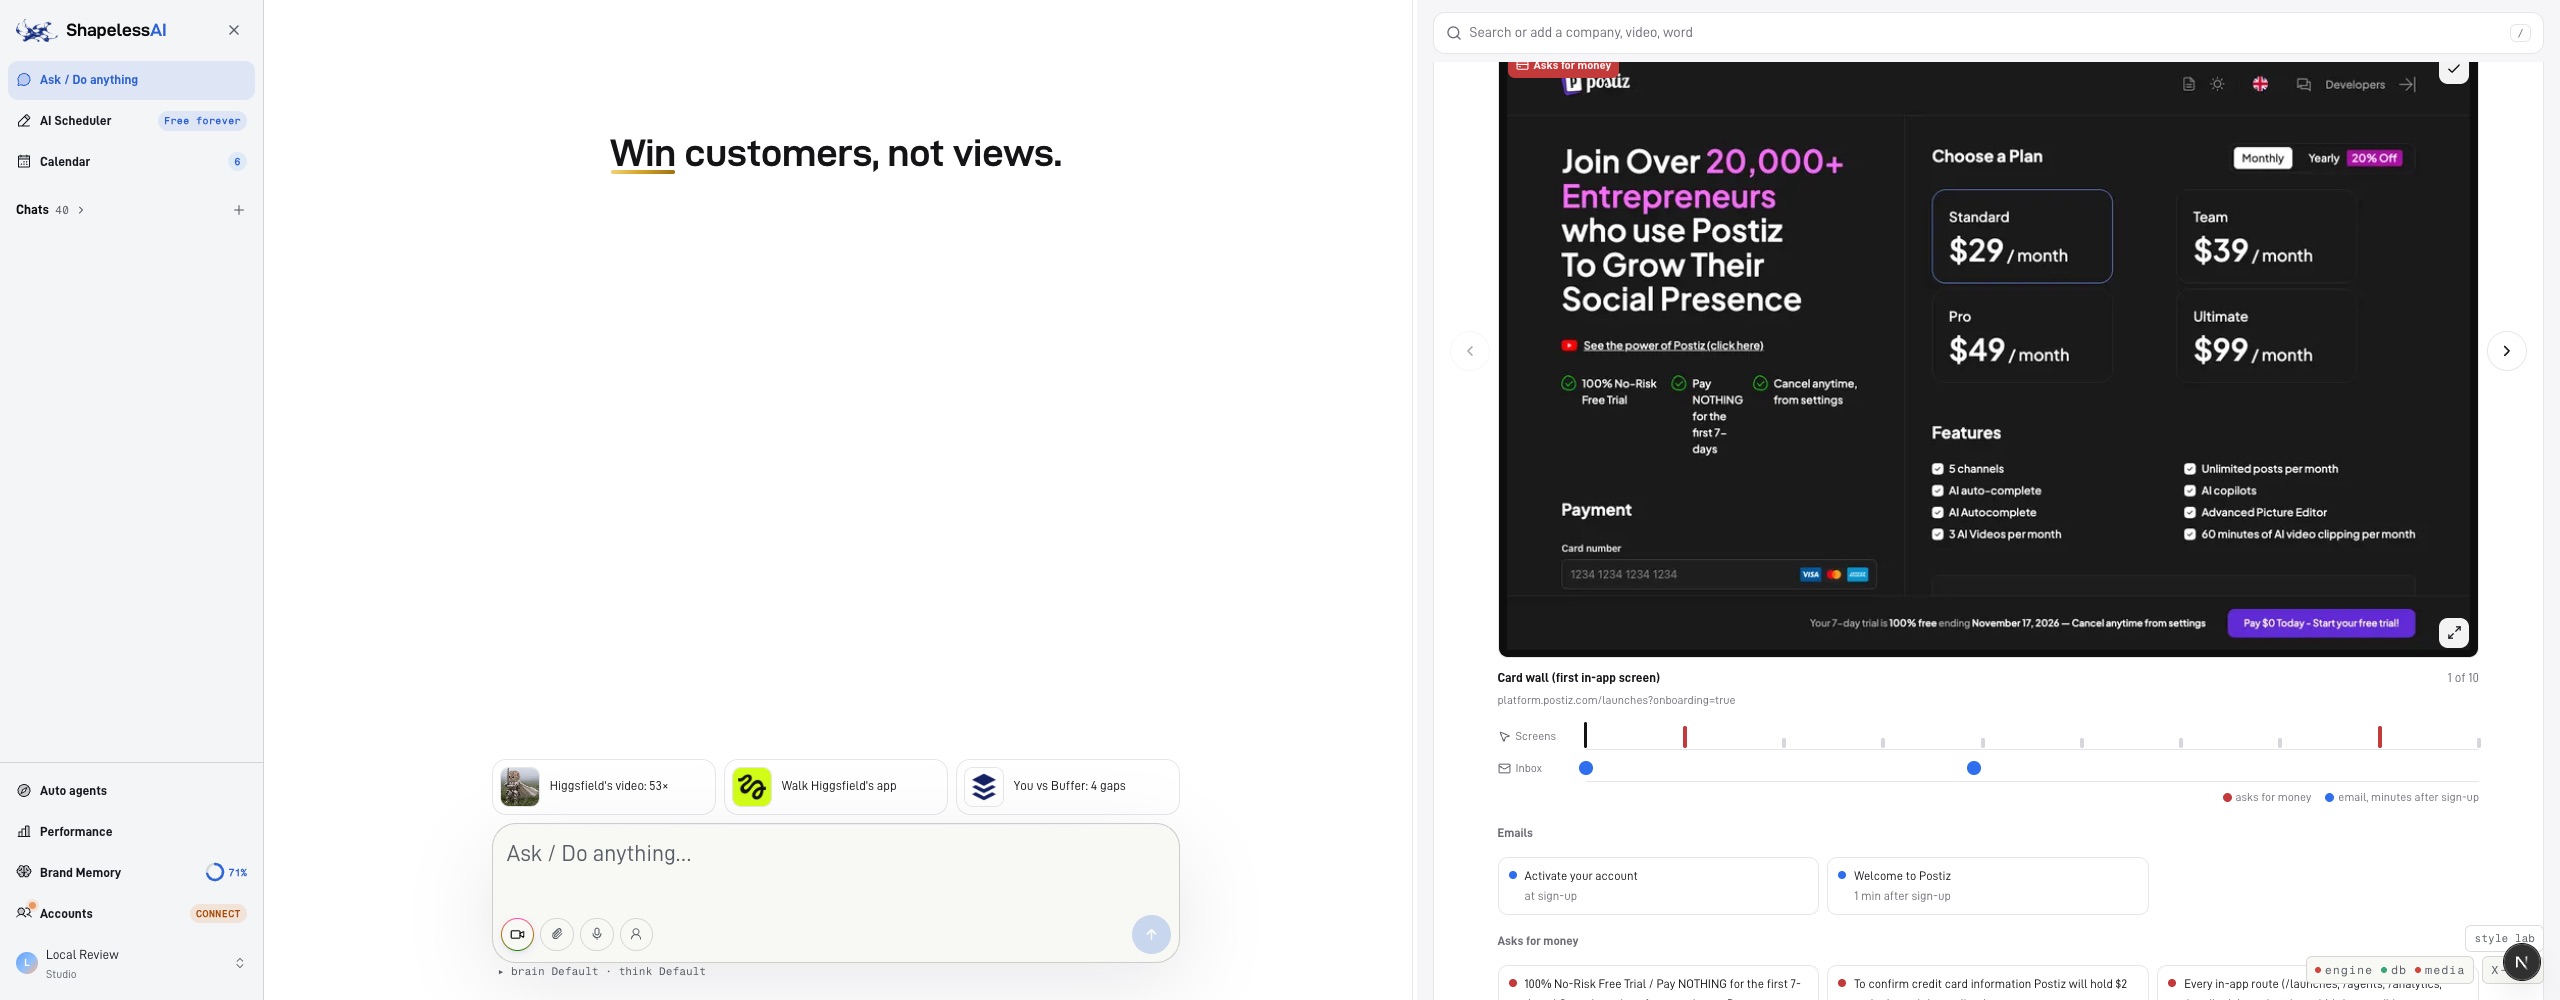 ShapelessAI
Ask / Do anything
AI Scheduler
Free forever
Calendar
6
Chats 40
Auto agents
Performance
Brand Memory
71%
Accounts
CONNECT
L
Local Review
Studio
Win customers, not views.
Higgsfield's video: 53×
Walk Higgsfield's app
You vs Buffer: 4 gaps
Ask / Do anything...
brain Default · think Default
Search or add a company, video, word
/
Asks for money
postiz
Developers
Join Over 20,000+
Entrepreneurs
who use Postiz
To Grow Their
Social Presence
See the power of Postiz (click here)
100% No-Risk
Free Trial
Pay
NOTHING
for the
first 7-
days
Cancel anytime,
from settings
Payment
Card number
1234 1234 1234 1234
VISA
Choose a Plan
Monthly
Yearly
20% Off
Standard
$29 / month
Team
$39 / month
Pro
$49 / month
Ultimate
$99 / month
Features
5 channels
Unlimited posts per month
AI auto-complete
AI copilots
AI Autocomplete
Advanced Picture Editor
3 AI Videos per month
60 minutes of AI video clipping per month
Your 7-day trial is 100% free ending November 17, 2026 — Cancel anytime from settings
Pay $0 Today - Start your free trial!
Card wall (first in-app screen)
1 of 10
platform.postiz.com/launches?onboarding=true
Screens
Inbox
asks for money
email, minutes after sign-up
Emails
Activate your account
at sign-up
Welcome to Postiz
1 min after sign-up
Asks for money
100% No-Risk Free Trial / Pay NOTHING for the first 7-
To confirm credit card information Postiz will hold $2
Every in-app route (/launches, /agents, /analytics,
style lab
engine
db
media
X-
N